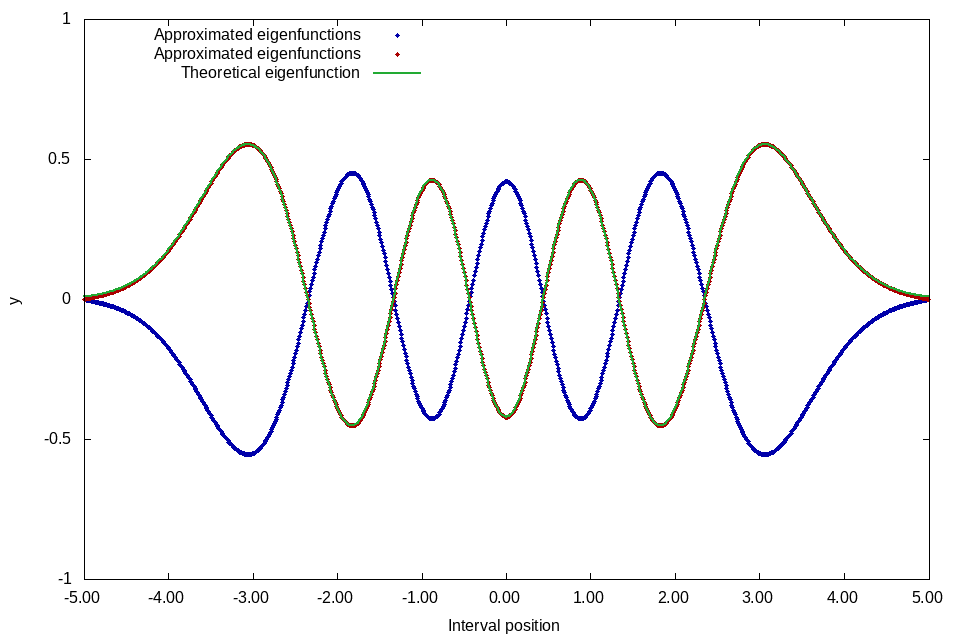 1
Approximated eigenfunctions
Approximated eigenfunctions
Theoretical eigenfunction
0.5
y
0
-0.5
-1
-5.00 -4.00 -3.00 -2.00 -1.00 0.00 1.00 2.00 3.00 4.00 5.00
Interval position